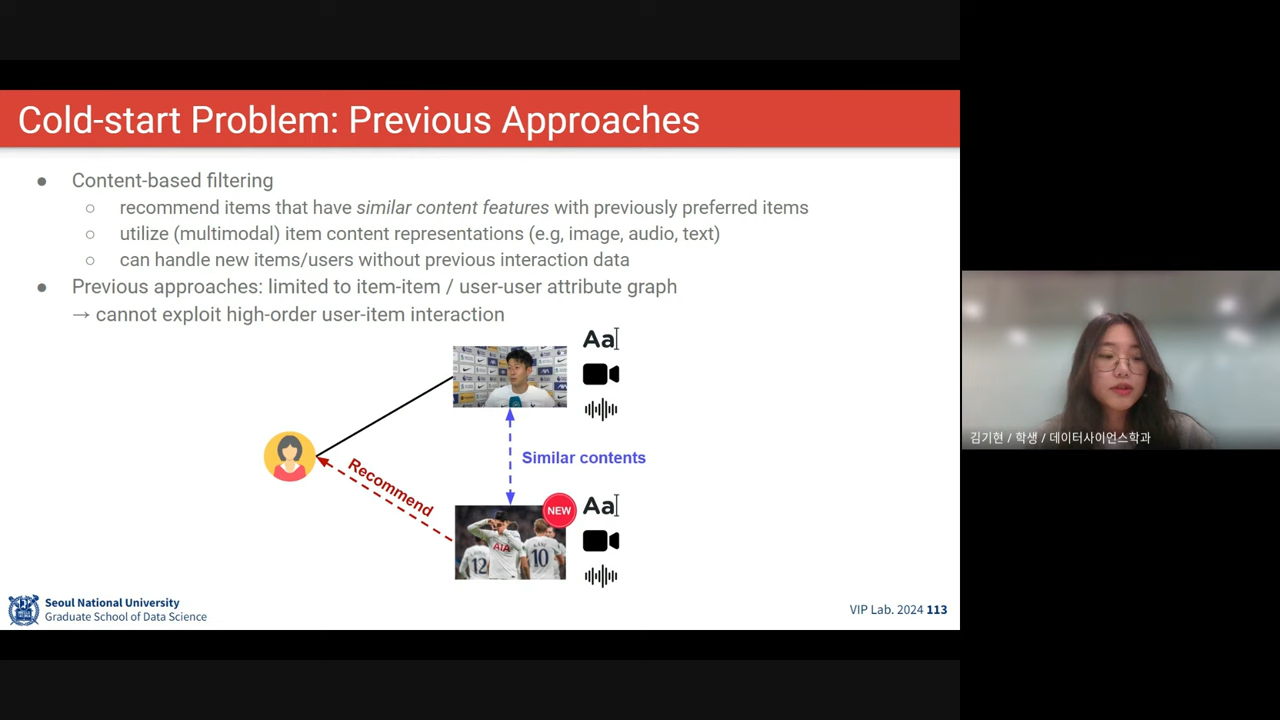 Cold-start Problem: Previous Approaches
● Content-based filtering
○ recommend items that have similar content features with previously preferred items
○ utilize (multimodal) item content representations (e.g, image, audio, text)
○ can handle new items/users without previous interaction data
● Previous approaches: limited to item-item / user-user attribute graph
→ cannot exploit high-order user-item interaction
Aa
Similar contents
Recommend
NEW
Aa
AIA
12
KANE
10
Seoul National University
Graduate School of Data Science
VIP Lab. 2024 113
김기현 / 학생 / 데이터사이언스학과